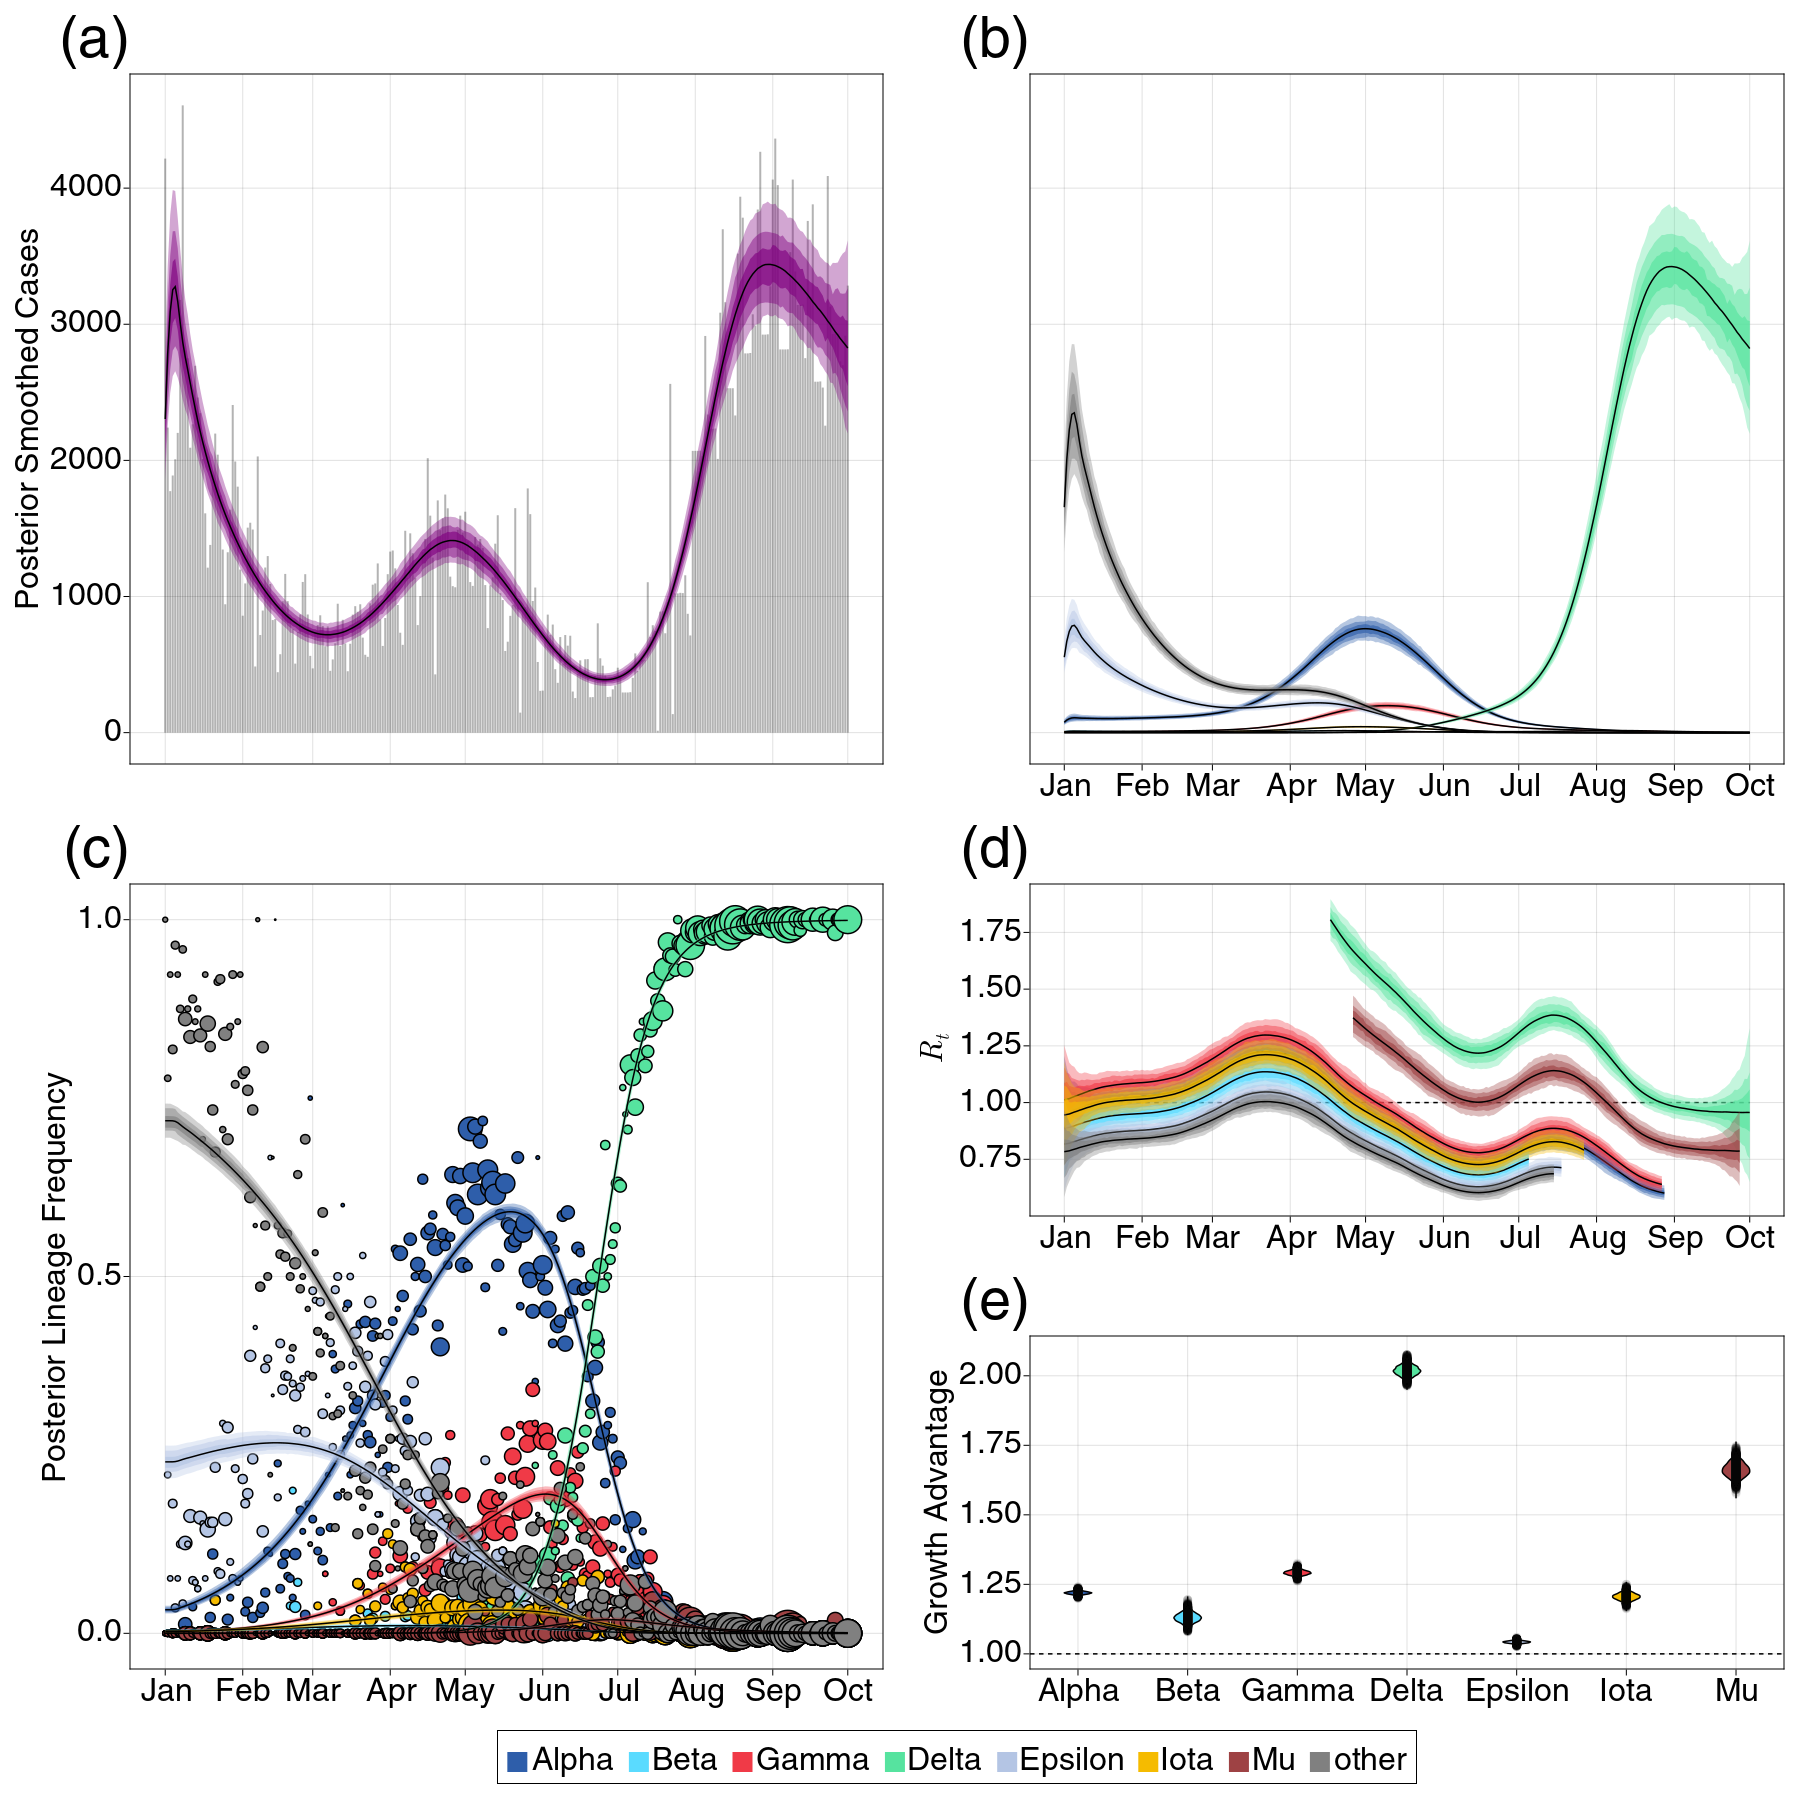 (a)
Posterior Smoothed Cases
4000
3000
2000
1000
0
(b)
Jan Feb Mar Apr May Jun Jul Aug Sep Oct
(c)
Posterior Lineage Frequency
1.0
0.5
0.0
Jan Feb Mar Apr May Jun Jul Aug Sep Oct
(d)
Rt
1.75
1.50
1.25
1.00
0.75
Jan Feb Mar Apr May Jun Jul Aug Sep Oct
(e)
Growth Advantage
2.00
1.75
1.50
1.25
1.00
Alpha Beta Gamma Delta Epsilon Iota Mu
Alpha Beta Gamma Delta Epsilon Iota Mu other